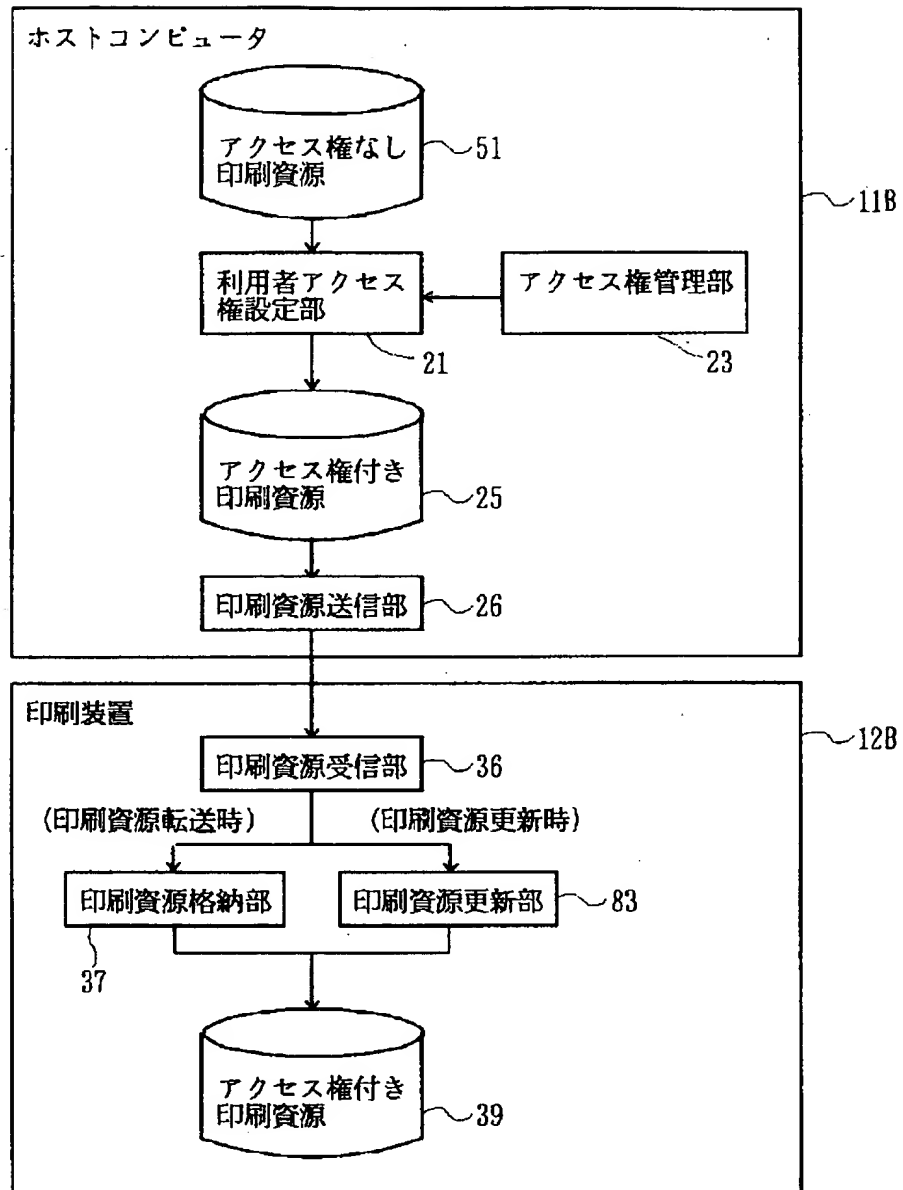 ホストコンピュータ
アクセス権なし
印刷資源
51
11B
利用者アクセス
権設定部
アクセス権管理部
21
23
アクセス権付き
印刷資源
25
印刷資源送信部
26
印刷装置
12B
印刷資源受信部
36
(印刷資源転送時)
(印刷資源更新時)
印刷資源格納部
印刷資源更新部
83
37
アクセス権付き
印刷資源
39